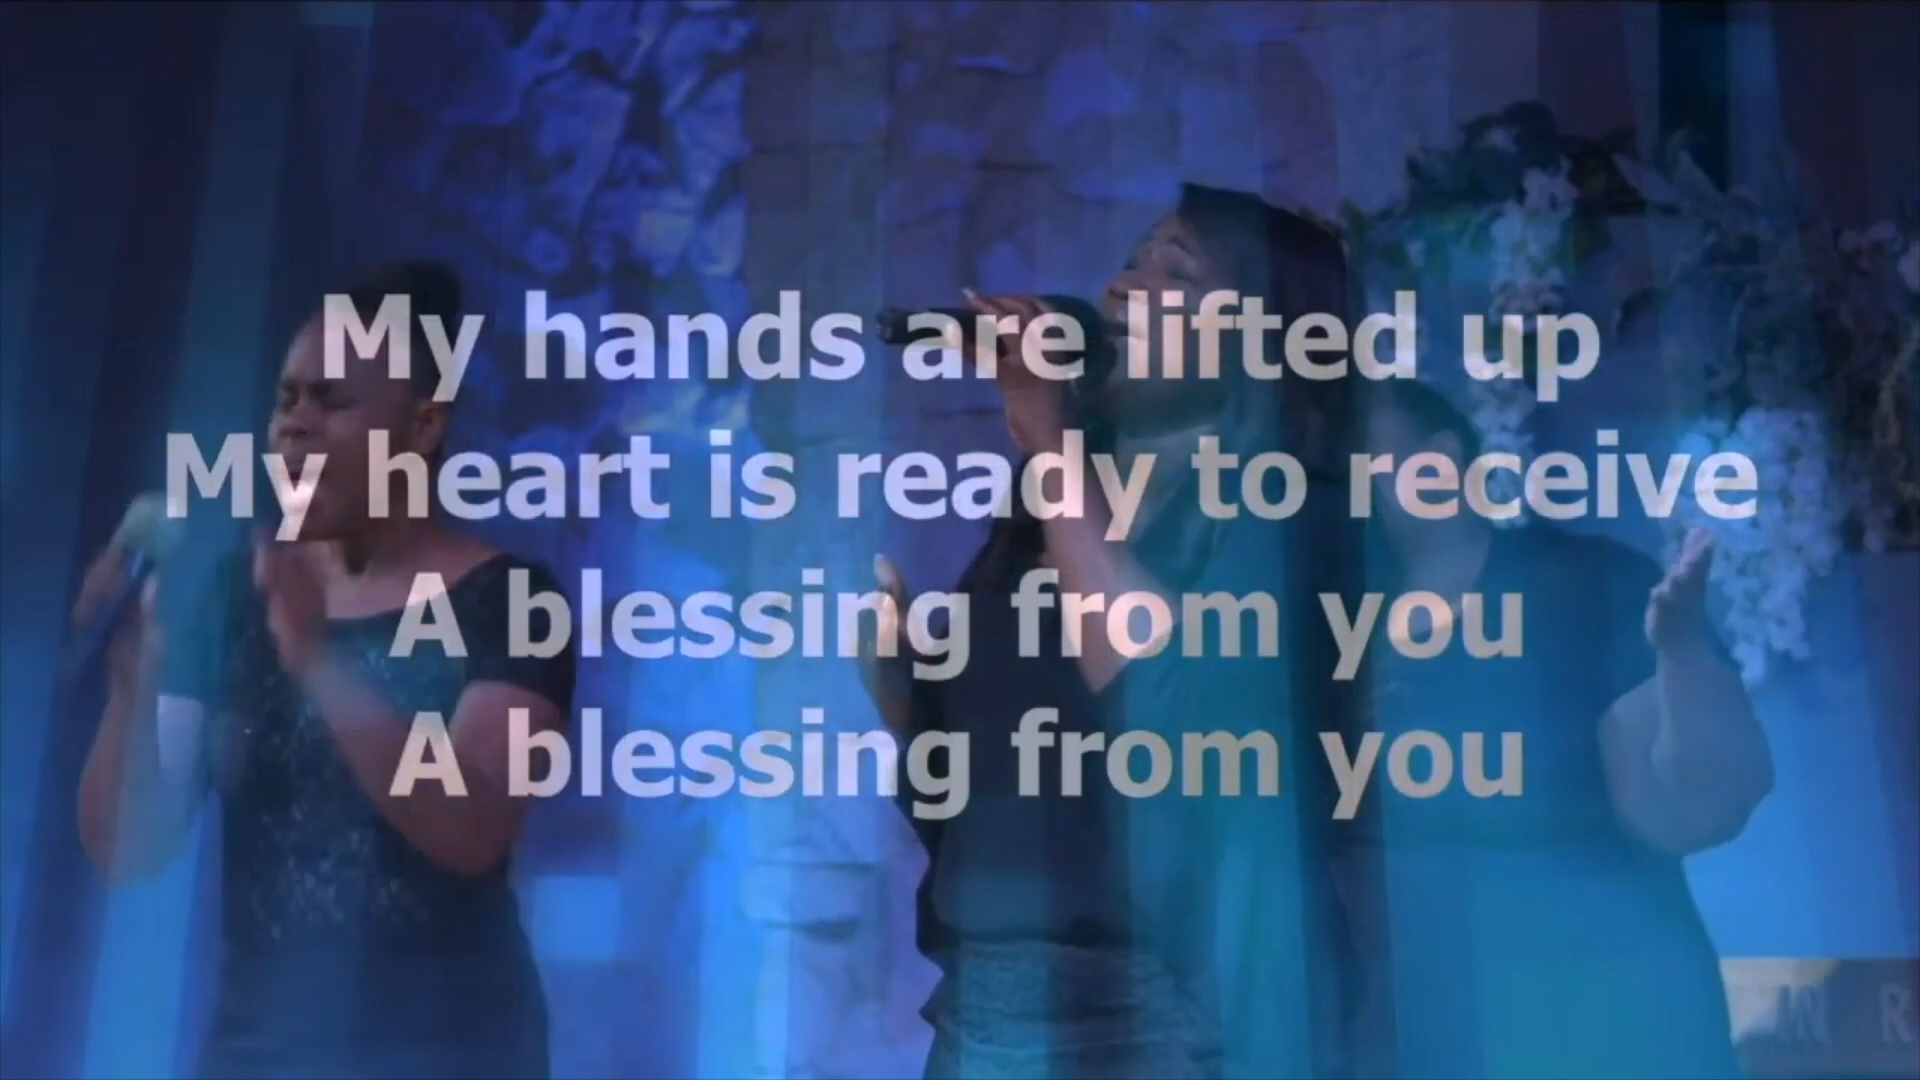 My hands are lifted up
My heart is ready to receive
A blessing from you
A blessing from you
W R